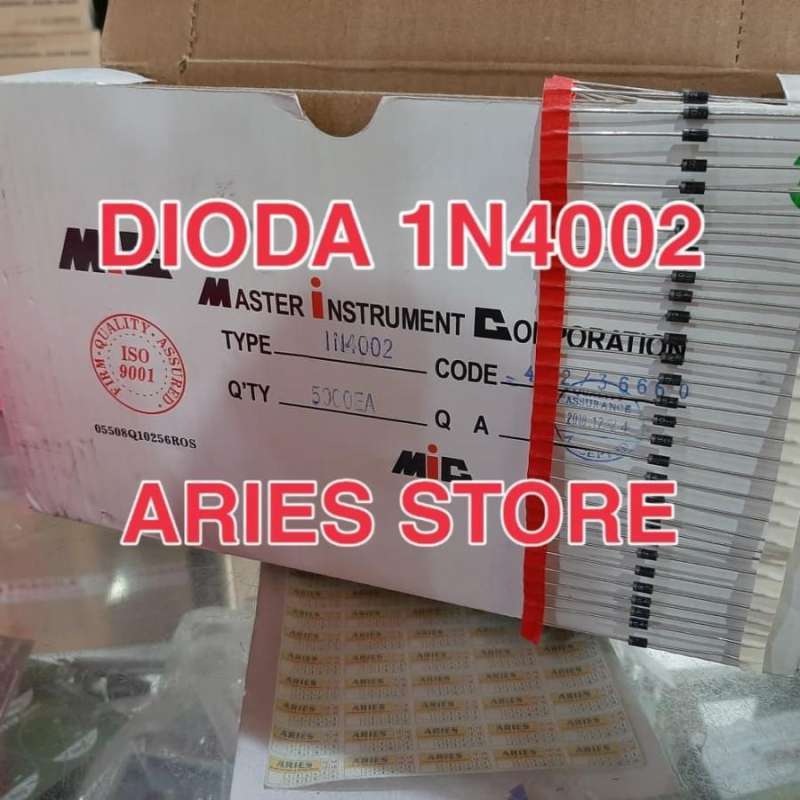 DIODA 1N4002
MIC
MASTER INSTRUMENT CORPORATION
TYPE 1N4002
CODE
Q'TY 5000EA
Q A
FIRM · QUALITY · ASSURED
ISO
9001
05508Q10256ROS
ASSURANCE
MIC
ARIES STORE
ARIES